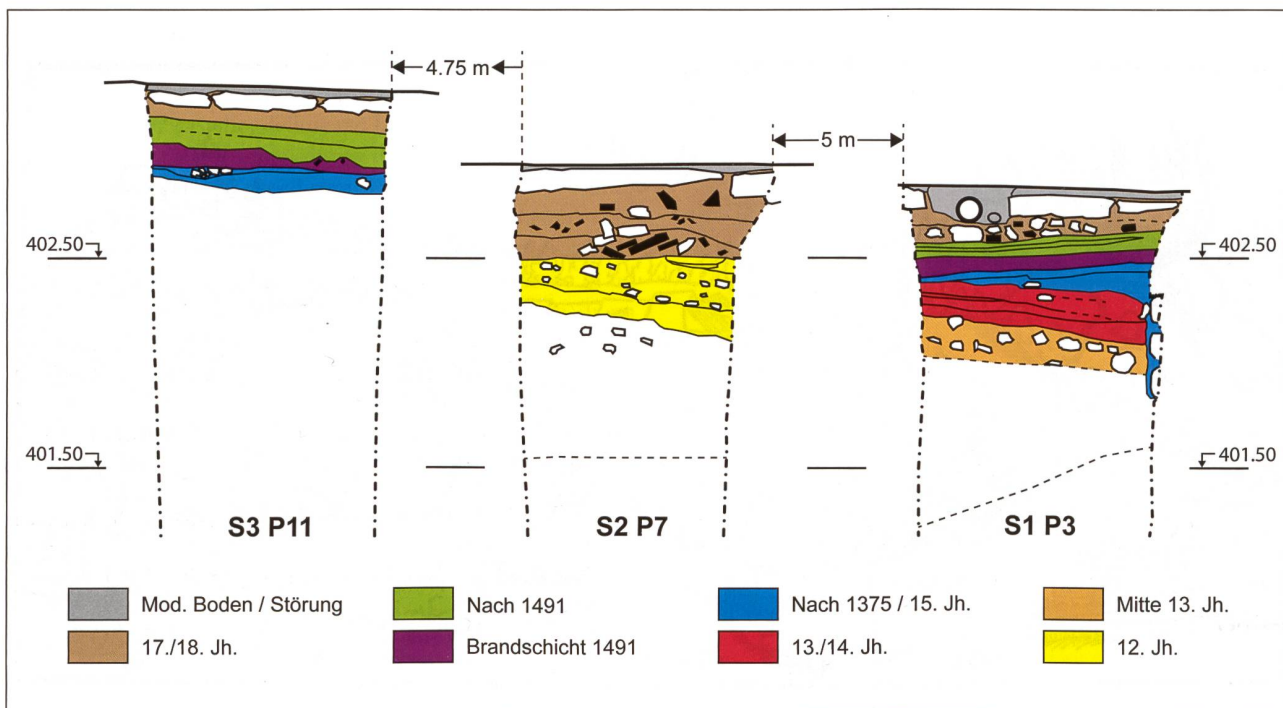 4.75 m
5 m
402.50
402.50
401.50
401.50
S3 P11
S2 P7
S1 P3
Mod. Boden / Störung
Nach 1491
Nach 1375 / 15. Jh.
Mitte 13. Jh.
17./18. Jh.
Brandschicht 1491
13./14. Jh.
12. Jh.